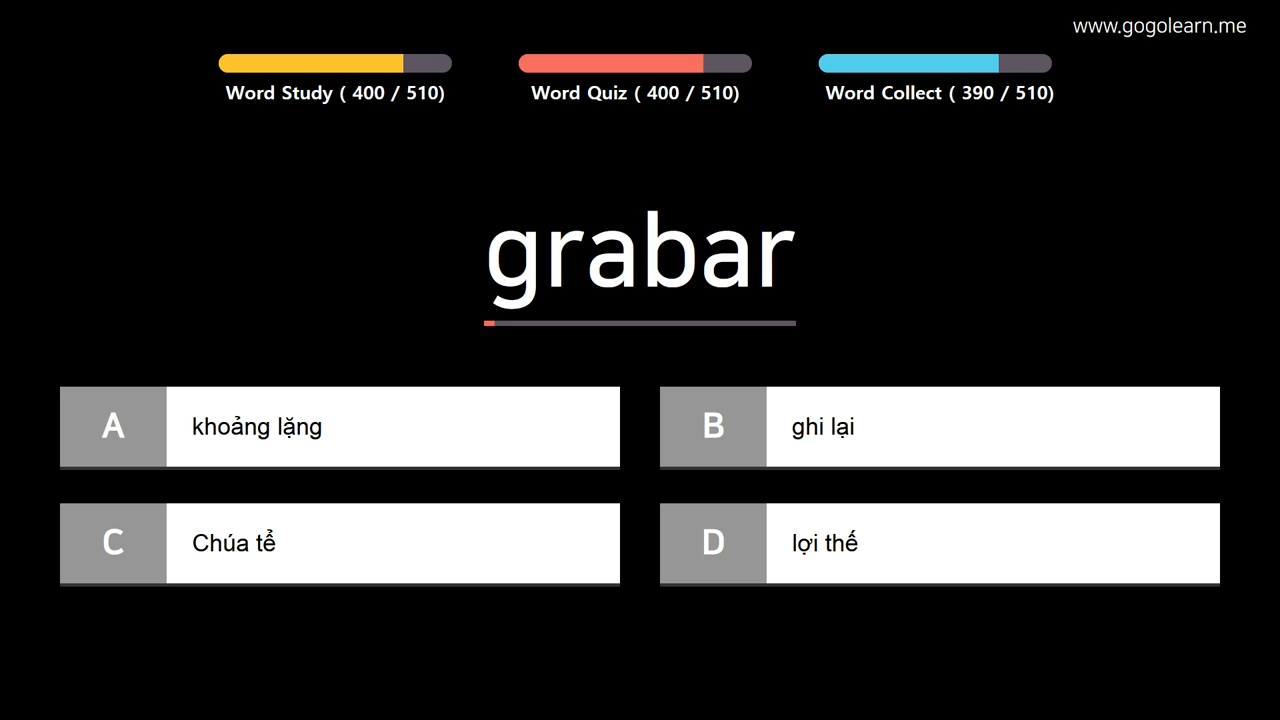 www.gogolearn.me
Word Study ( 400 / 510)
Word Quiz ( 400 / 510)
Word Collect ( 390 / 510)
grabar
A
khoảng lặng
B
ghi lại
C
Chúa tể
D
lợi thế